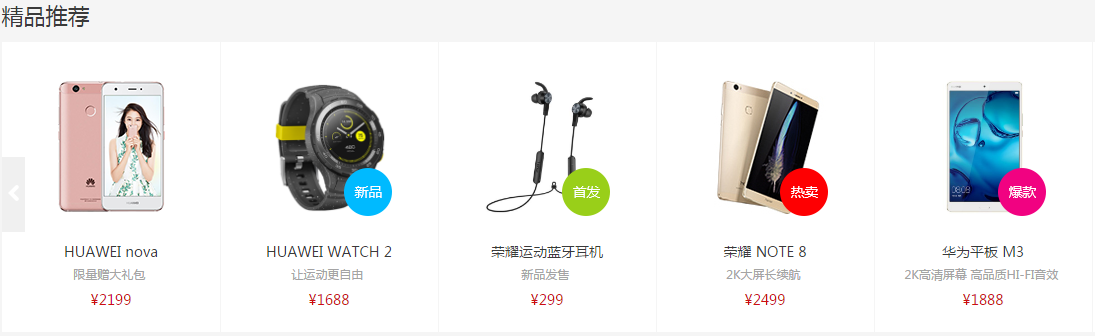 精品推荐
新品
首发
热卖
08:08
爆款
HUAWEI nova
限量赠大礼包
¥2199
HUAWEI WATCH 2
让运动更自由
¥1688
荣耀运动蓝牙耳机
新品发售
¥299
荣耀 NOTE 8
2K大屏长续航
¥2499
华为平板 M3
2K高清屏幕 高品质HI-FI音效
¥1888